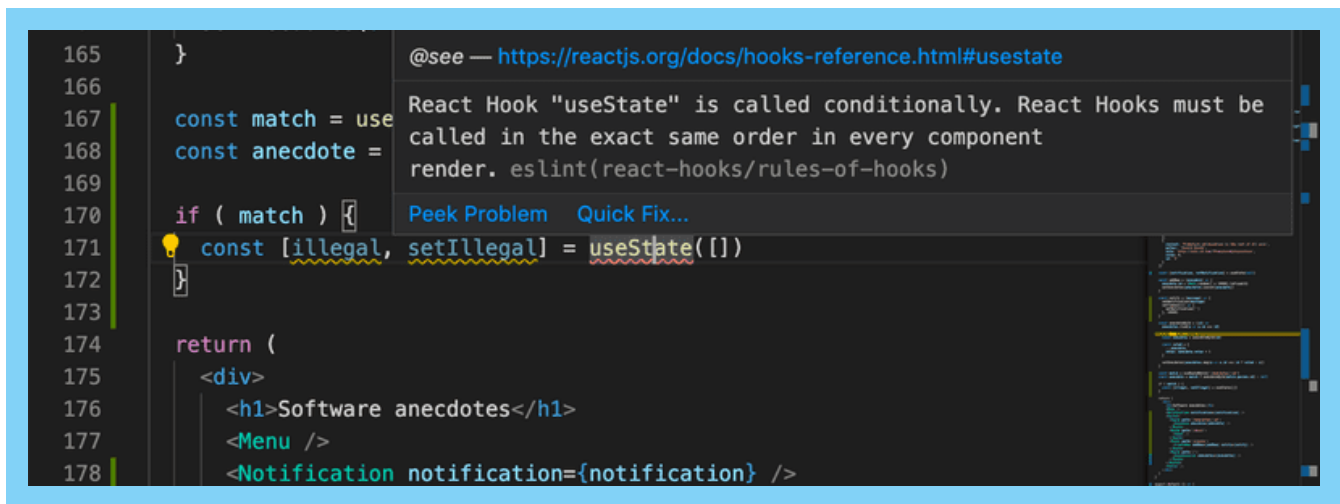 165 }
166
167 const match = use
168 const anecdote =
169
170 if ( match ) {
171 const [illegal, setIllegal] = useState([])
172 }
173
174 return (
175 <div>
176 <h1>Software anecdotes</h1>
177 <Menu />
178 <Notification notification={notification} />
@see — https://reactjs.org/docs/hooks-reference.html#usestate
React Hook "useState" is called conditionally. React Hooks must be
called in the exact same order in every component
render. eslint(react-hooks/rules-of-hooks)
Peek Problem Quick Fix...